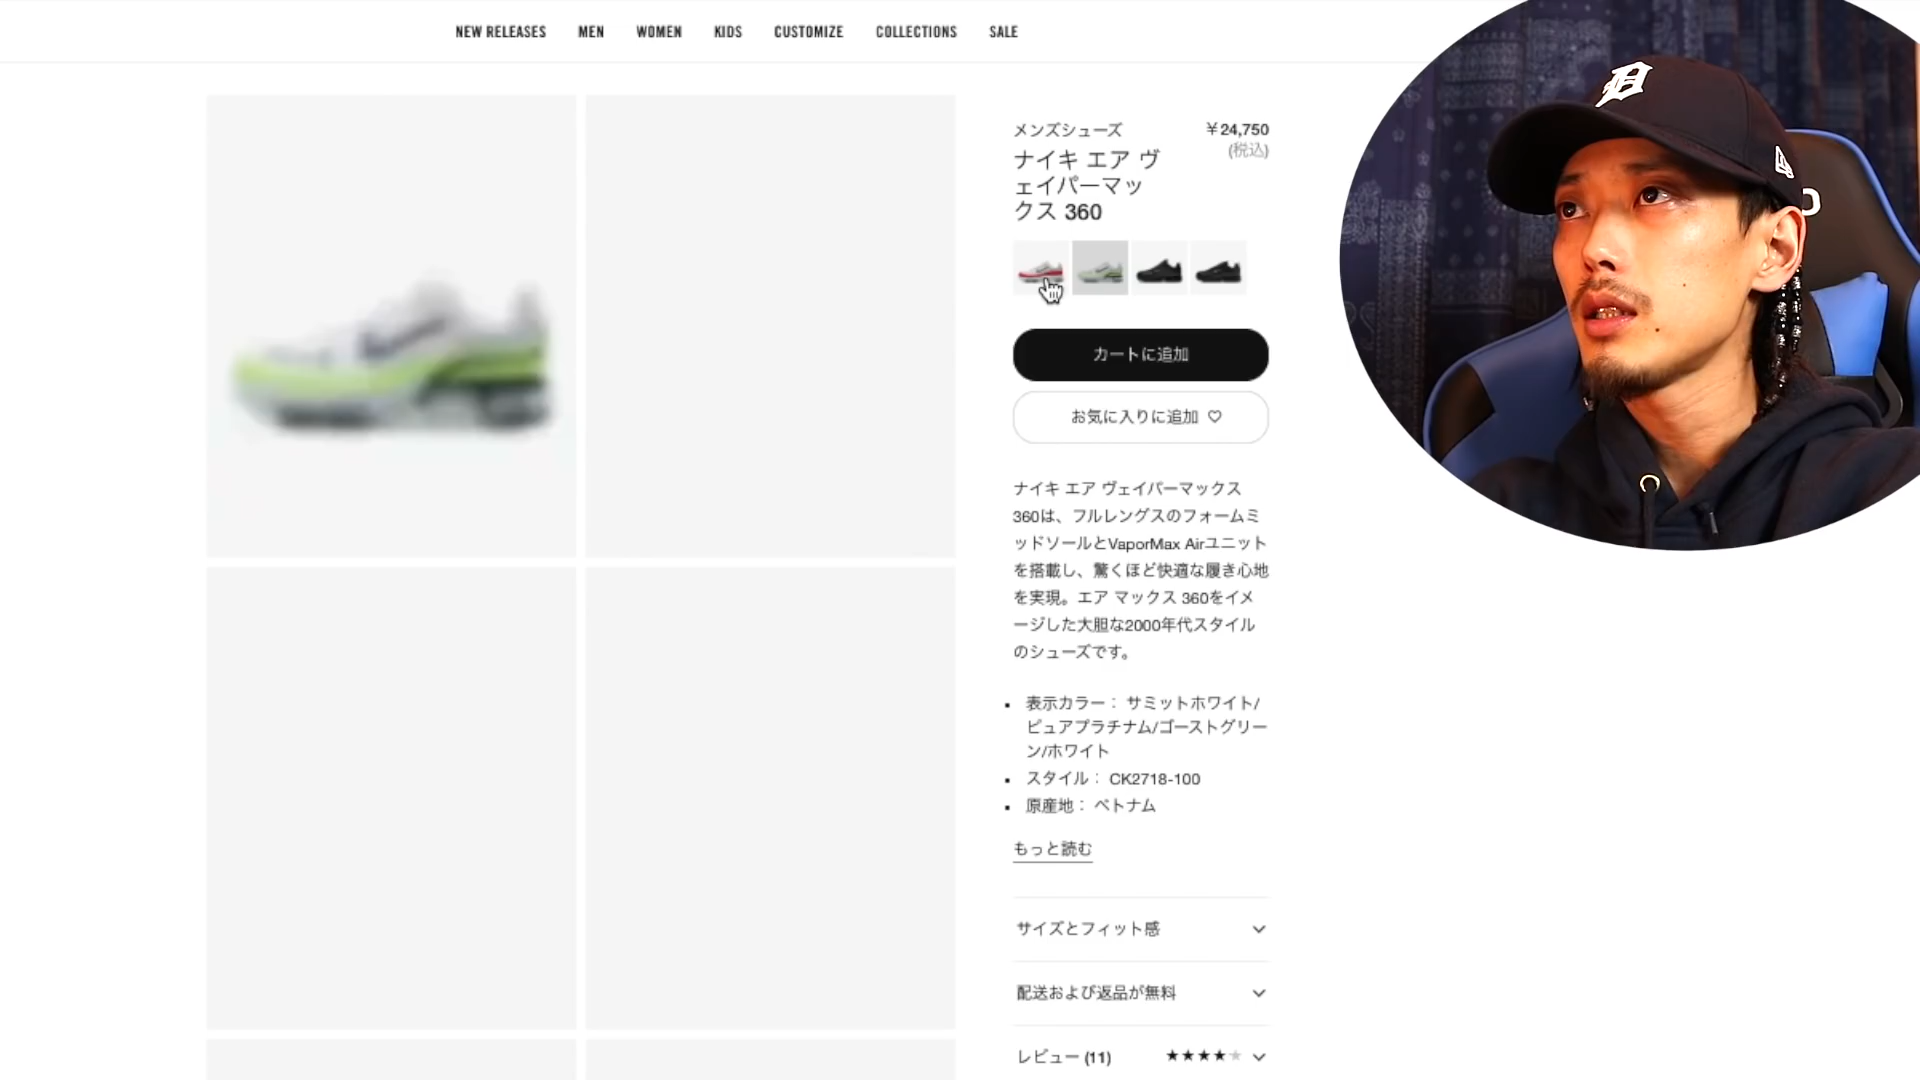 NEW RELEASES MEN WOMEN KIDS CUSTOMIZE COLLECTIONS SALE
メンズシューズ
￥24,750
(税込)
ナイキ エア ヴ
ェイパーマッ
クス 360
カートに追加
お気に入りに追加
ナイキ エア ヴェイパーマックス
360は、フルレングスのフォームミ
ッドソールとVaporMax Airユニット
を搭載し、驚くほど快適な履き心地
を実現。エア マックス 360をイメ
ージした大胆な2000年代スタイル
のシューズです。
表示カラー： サミットホワイト/
ピュアプラチナム/ゴーストグリー
ン/ホワイト
スタイル： CK2718-100
原産地： ベトナム
もっと読む
サイズとフィット感
配送および返品が無料
レビュー (11)